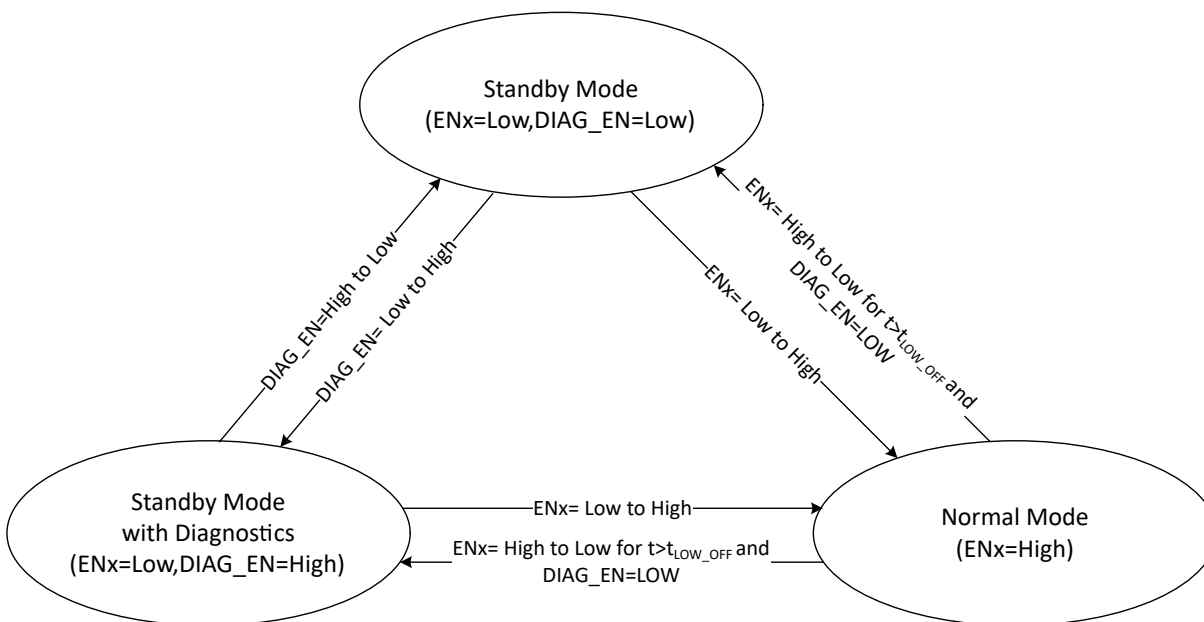 Standby Mode
(ENx=Low,DIAG_EN=Low)
DIAG_EN=High to Low
DIAG_EN= Low to High
ENx= Low to High
ENx= High to Low for t>tLOW_OFF and
DIAG_EN=LOW
Standby Mode
with Diagnostics
(ENx=Low,DIAG_EN=High)
ENx= Low to High
ENx= High to Low for t>tLOW_OFF and
DIAG_EN=LOW
Normal Mode
(ENx=High)